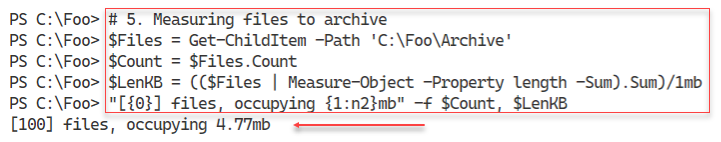 PS C:\Foo> # 5. Measuring files to archive
PS C:\Foo> $Files = Get-ChildItem -Path 'C:\Foo\Archive'
PS C:\Foo> $Count = $Files.Count
PS C:\Foo> $LenKB = (($Files | Measure-Object -Property length -Sum).Sum)/1mb
PS C:\Foo> "[{0}] files, occupying {1:n2}mb" -f $Count, $LenKB
[100] files, occupying 4.77mb